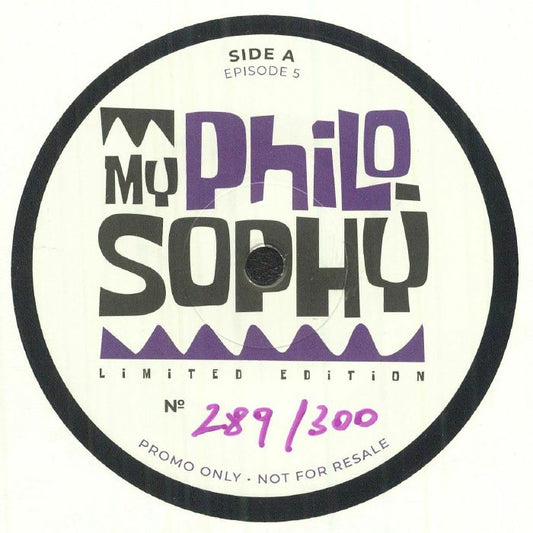 SIDE A
EPISODE 5
MY PHiLO
SOPHY
LiMiTED EDiTiON
Nº 289/300
PROMO ONLY • NOT FOR RESALE